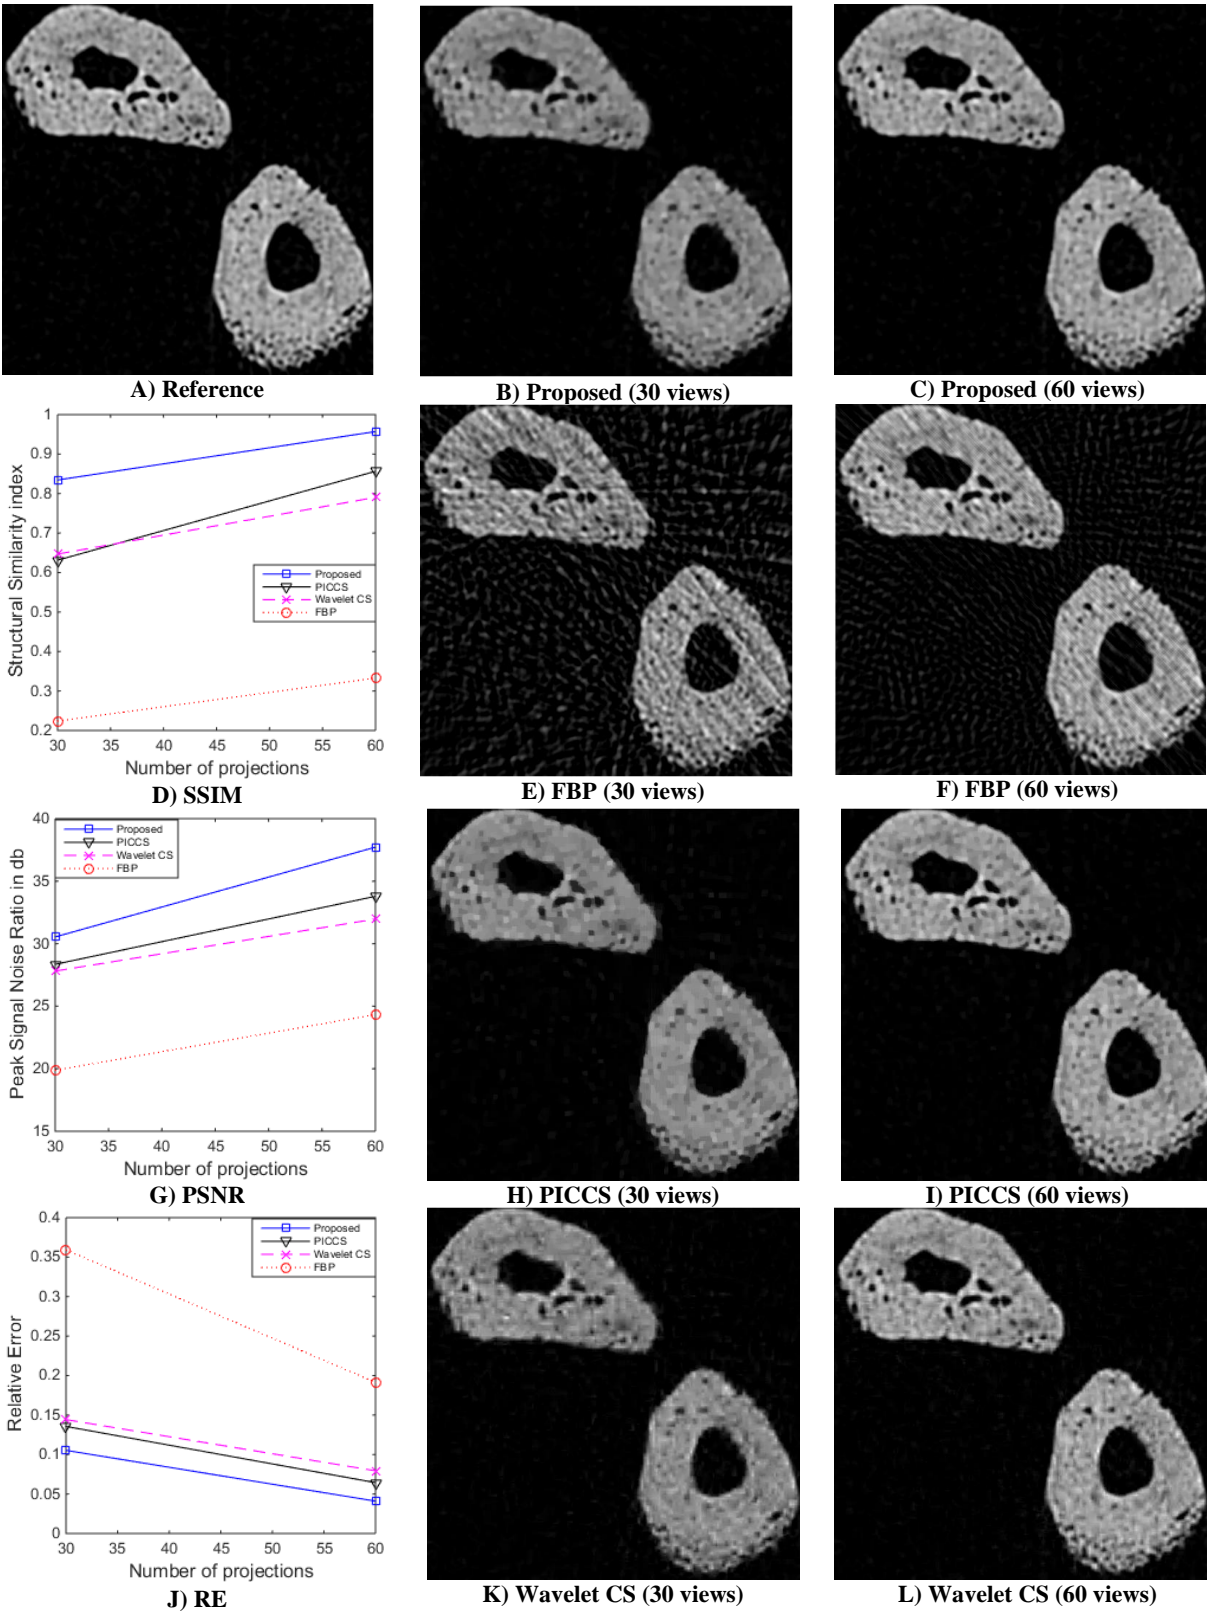 A) Reference
B) Proposed (30 views)
C) Proposed (60 views)
1
0.9
0.8
0.7
0.6
0.5
0.4
0.3
0.2
Structural Similarity index
Proposed
PICCS
Wavelet CS
FBP
30 35 40 45 50 55 60
Number of projections
D) SSIM
E) FBP (30 views)
F) FBP (60 views)
40
35
30
25
20
15
Peak Signal Noise Ratio in db
Proposed
PICCS
Wavelet CS
FBP
30 35 40 45 50 55 60
Number of projections
G) PSNR
H) PICCS (30 views)
I) PICCS (60 views)
0.4
0.35
0.3
0.25
0.2
0.15
0.1
0.05
0
Relative Error
Proposed
PICCS
Wavelet CS
FBP
30 35 40 45 50 55 60
Number of projections
J) RE
K) Wavelet CS (30 views)
L) Wavelet CS (60 views)